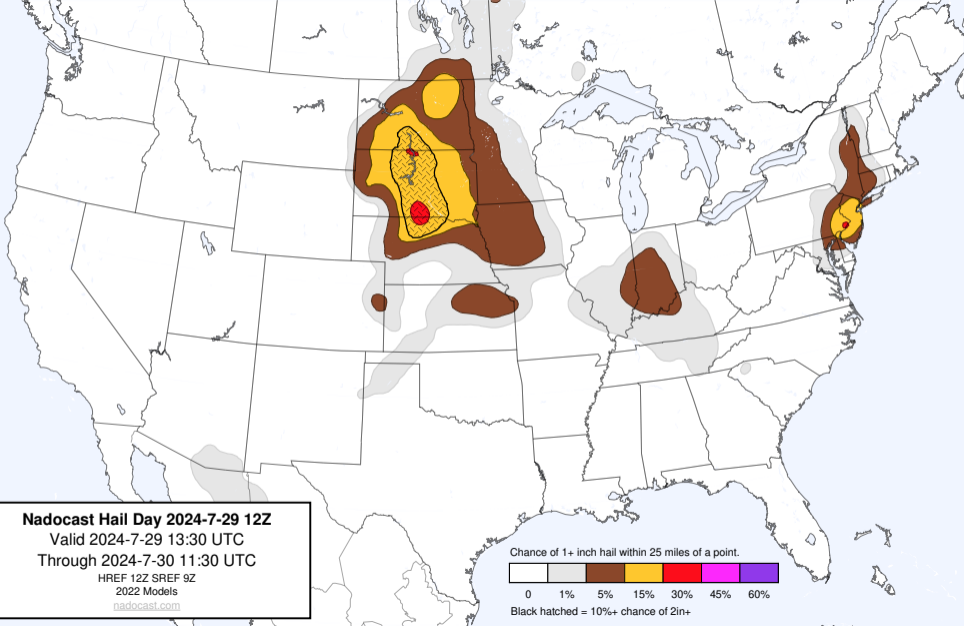 Nadocast Hail Day 2024-7-29 12Z
Valid 2024-7-29 13:30 UTC
Through 2024-7-30 11:30 UTC
HREF 12Z SREF 9Z
2022 Models
nadocast.com
Chance of 1+ inch hail within 25 miles of a point.
0 1% 5% 15% 30% 45% 60%
Black hatched = 10%+ chance of 2in+